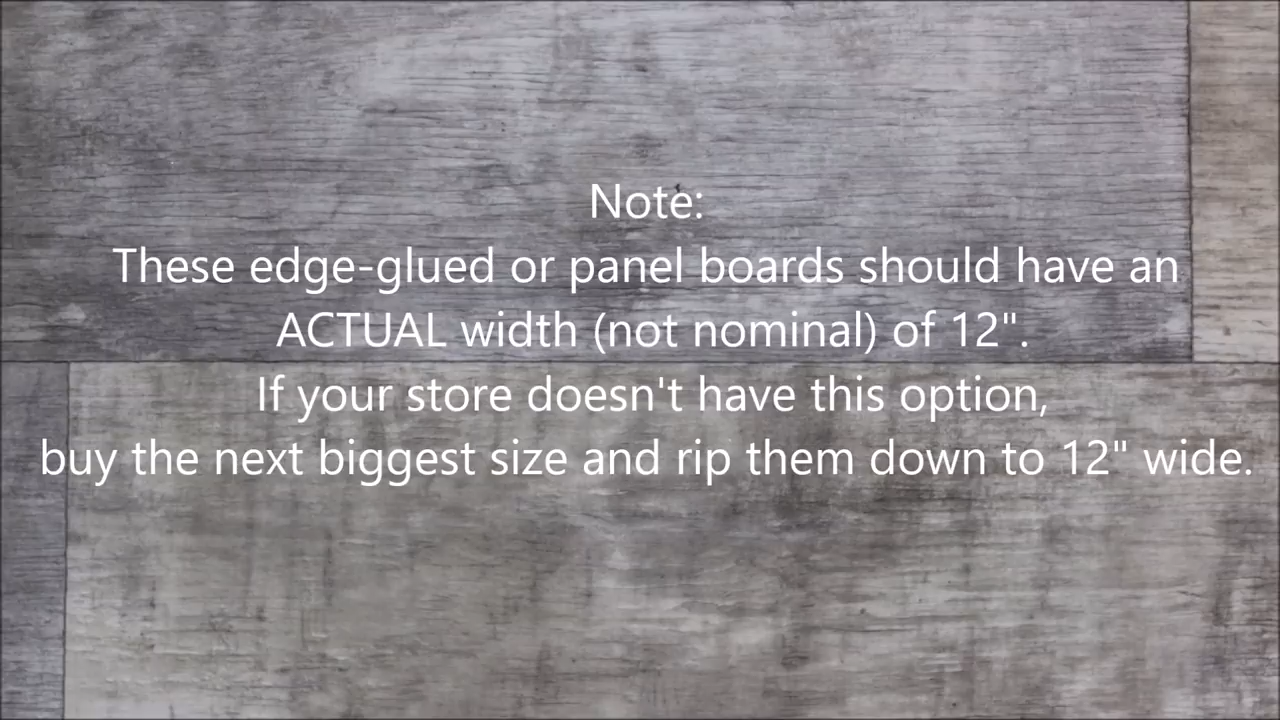 Note:
These edge-glued or panel boards should have an
ACTUAL width (not nominal) of 12".
If your store doesn't have this option,
buy the next biggest size and rip them down to 12" wide.